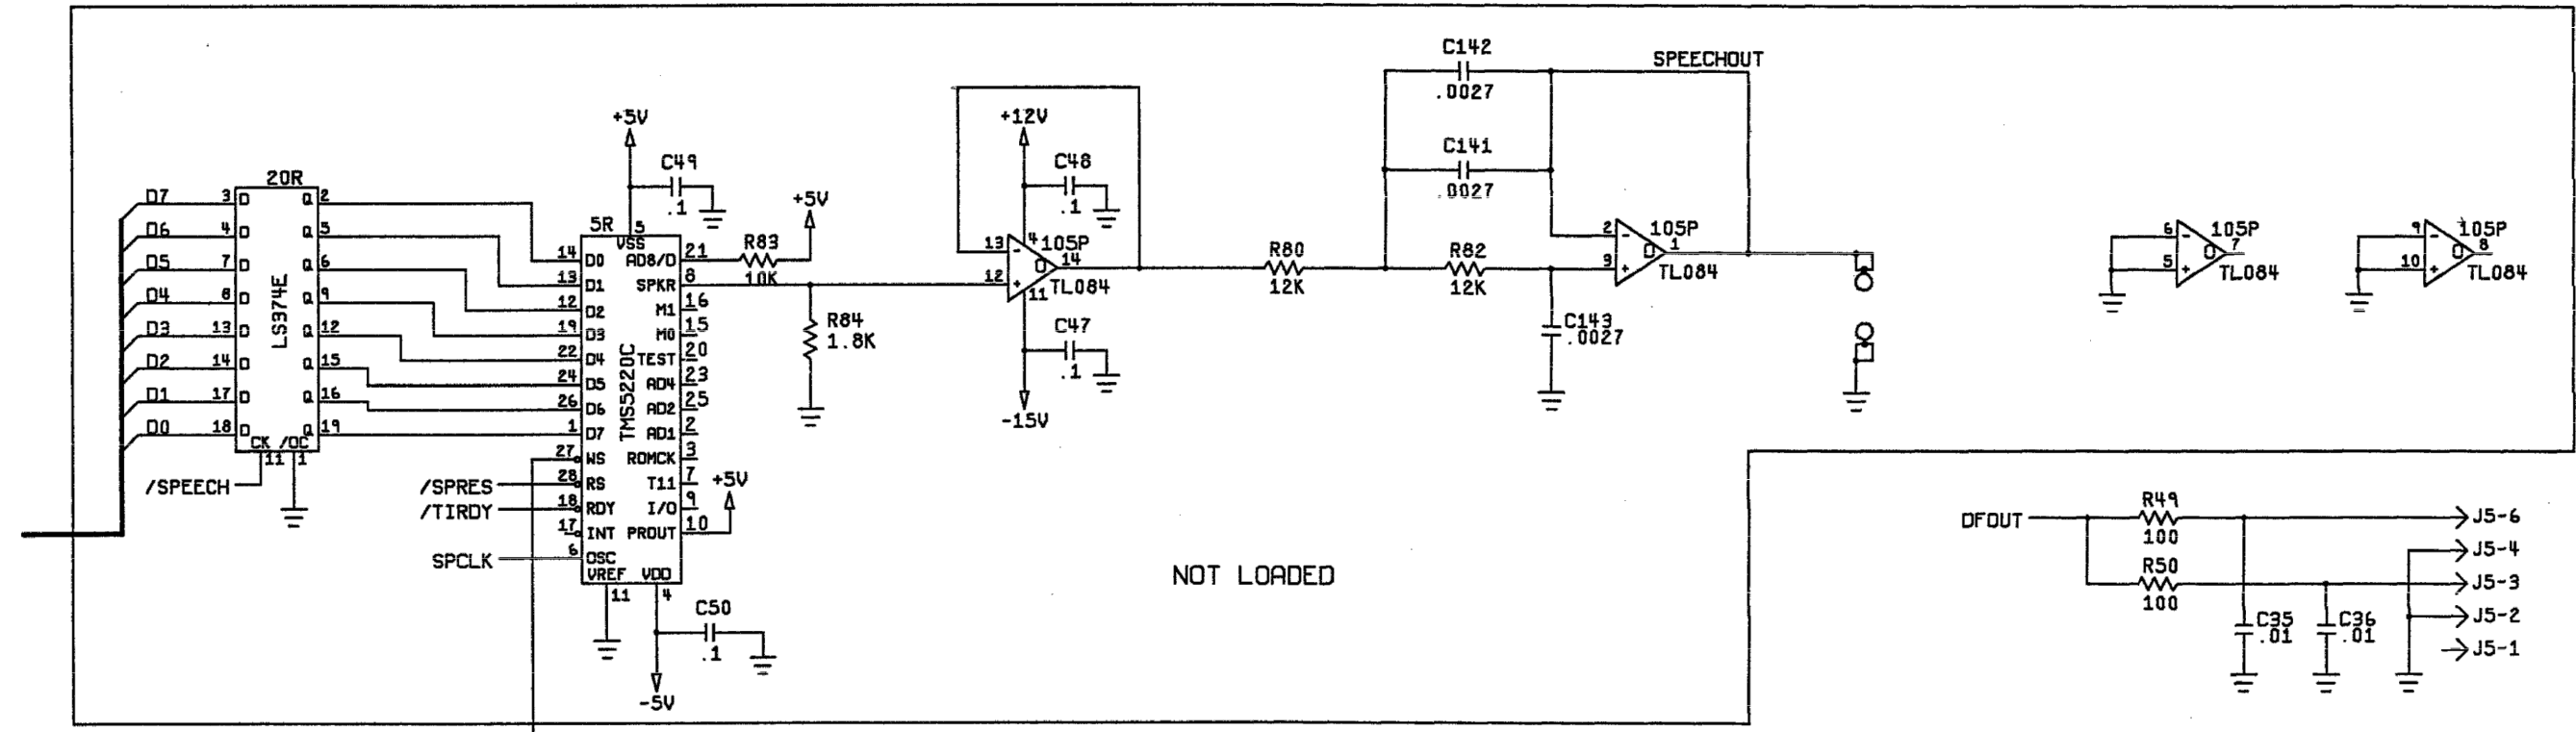 C142
.0027
SPEECHOUT
C141
.0027
+5V
C49
.1
+12V
C48
.1
+5V
20R
LS374E
D7 3 D Q 2
D6 4 D Q 5
D5 7 D Q 6
D4 8 D Q 9
D3 13 D Q 12
D2 14 D Q 15
D1 17 D Q 16
D0 18 D Q 19
CK /OC
11 1
/SPEECH
5R
5
VSS
TMS5220C
14 D0 AD8/D 21
13 D1 SPKR 8
12 D2 M1 16
19 D3 M0 15
22 D4 TEST 20
24 D5 AD4 23
26 D6 AD2 25
1 D7 AD1 2
27 WS ROMCK 3
/SPRES 28 RS T11 7
/TIRDY 18 RDY I/O 9
17 INT PROUT 10
+5V
SPCLK 6 OSC
VREF VDD
11 4
C50
.1
-5V
R83
10K
R84
1.8K
13 - 4 105P
O 14
12 + 11 TL084
C47
.1
-15V
R80
12K
R82
12K
2 - 105P
O 1
3 + TL084
C143
.0027
6 - 105P
O 7
5 + TL084
9 - 105P
O 8
10 + TL084
NOT LOADED
DFOUT
R49
100
R50
100
C35
.01
C36
.01
J5-6
J5-4
J5-3
J5-2
J5-1